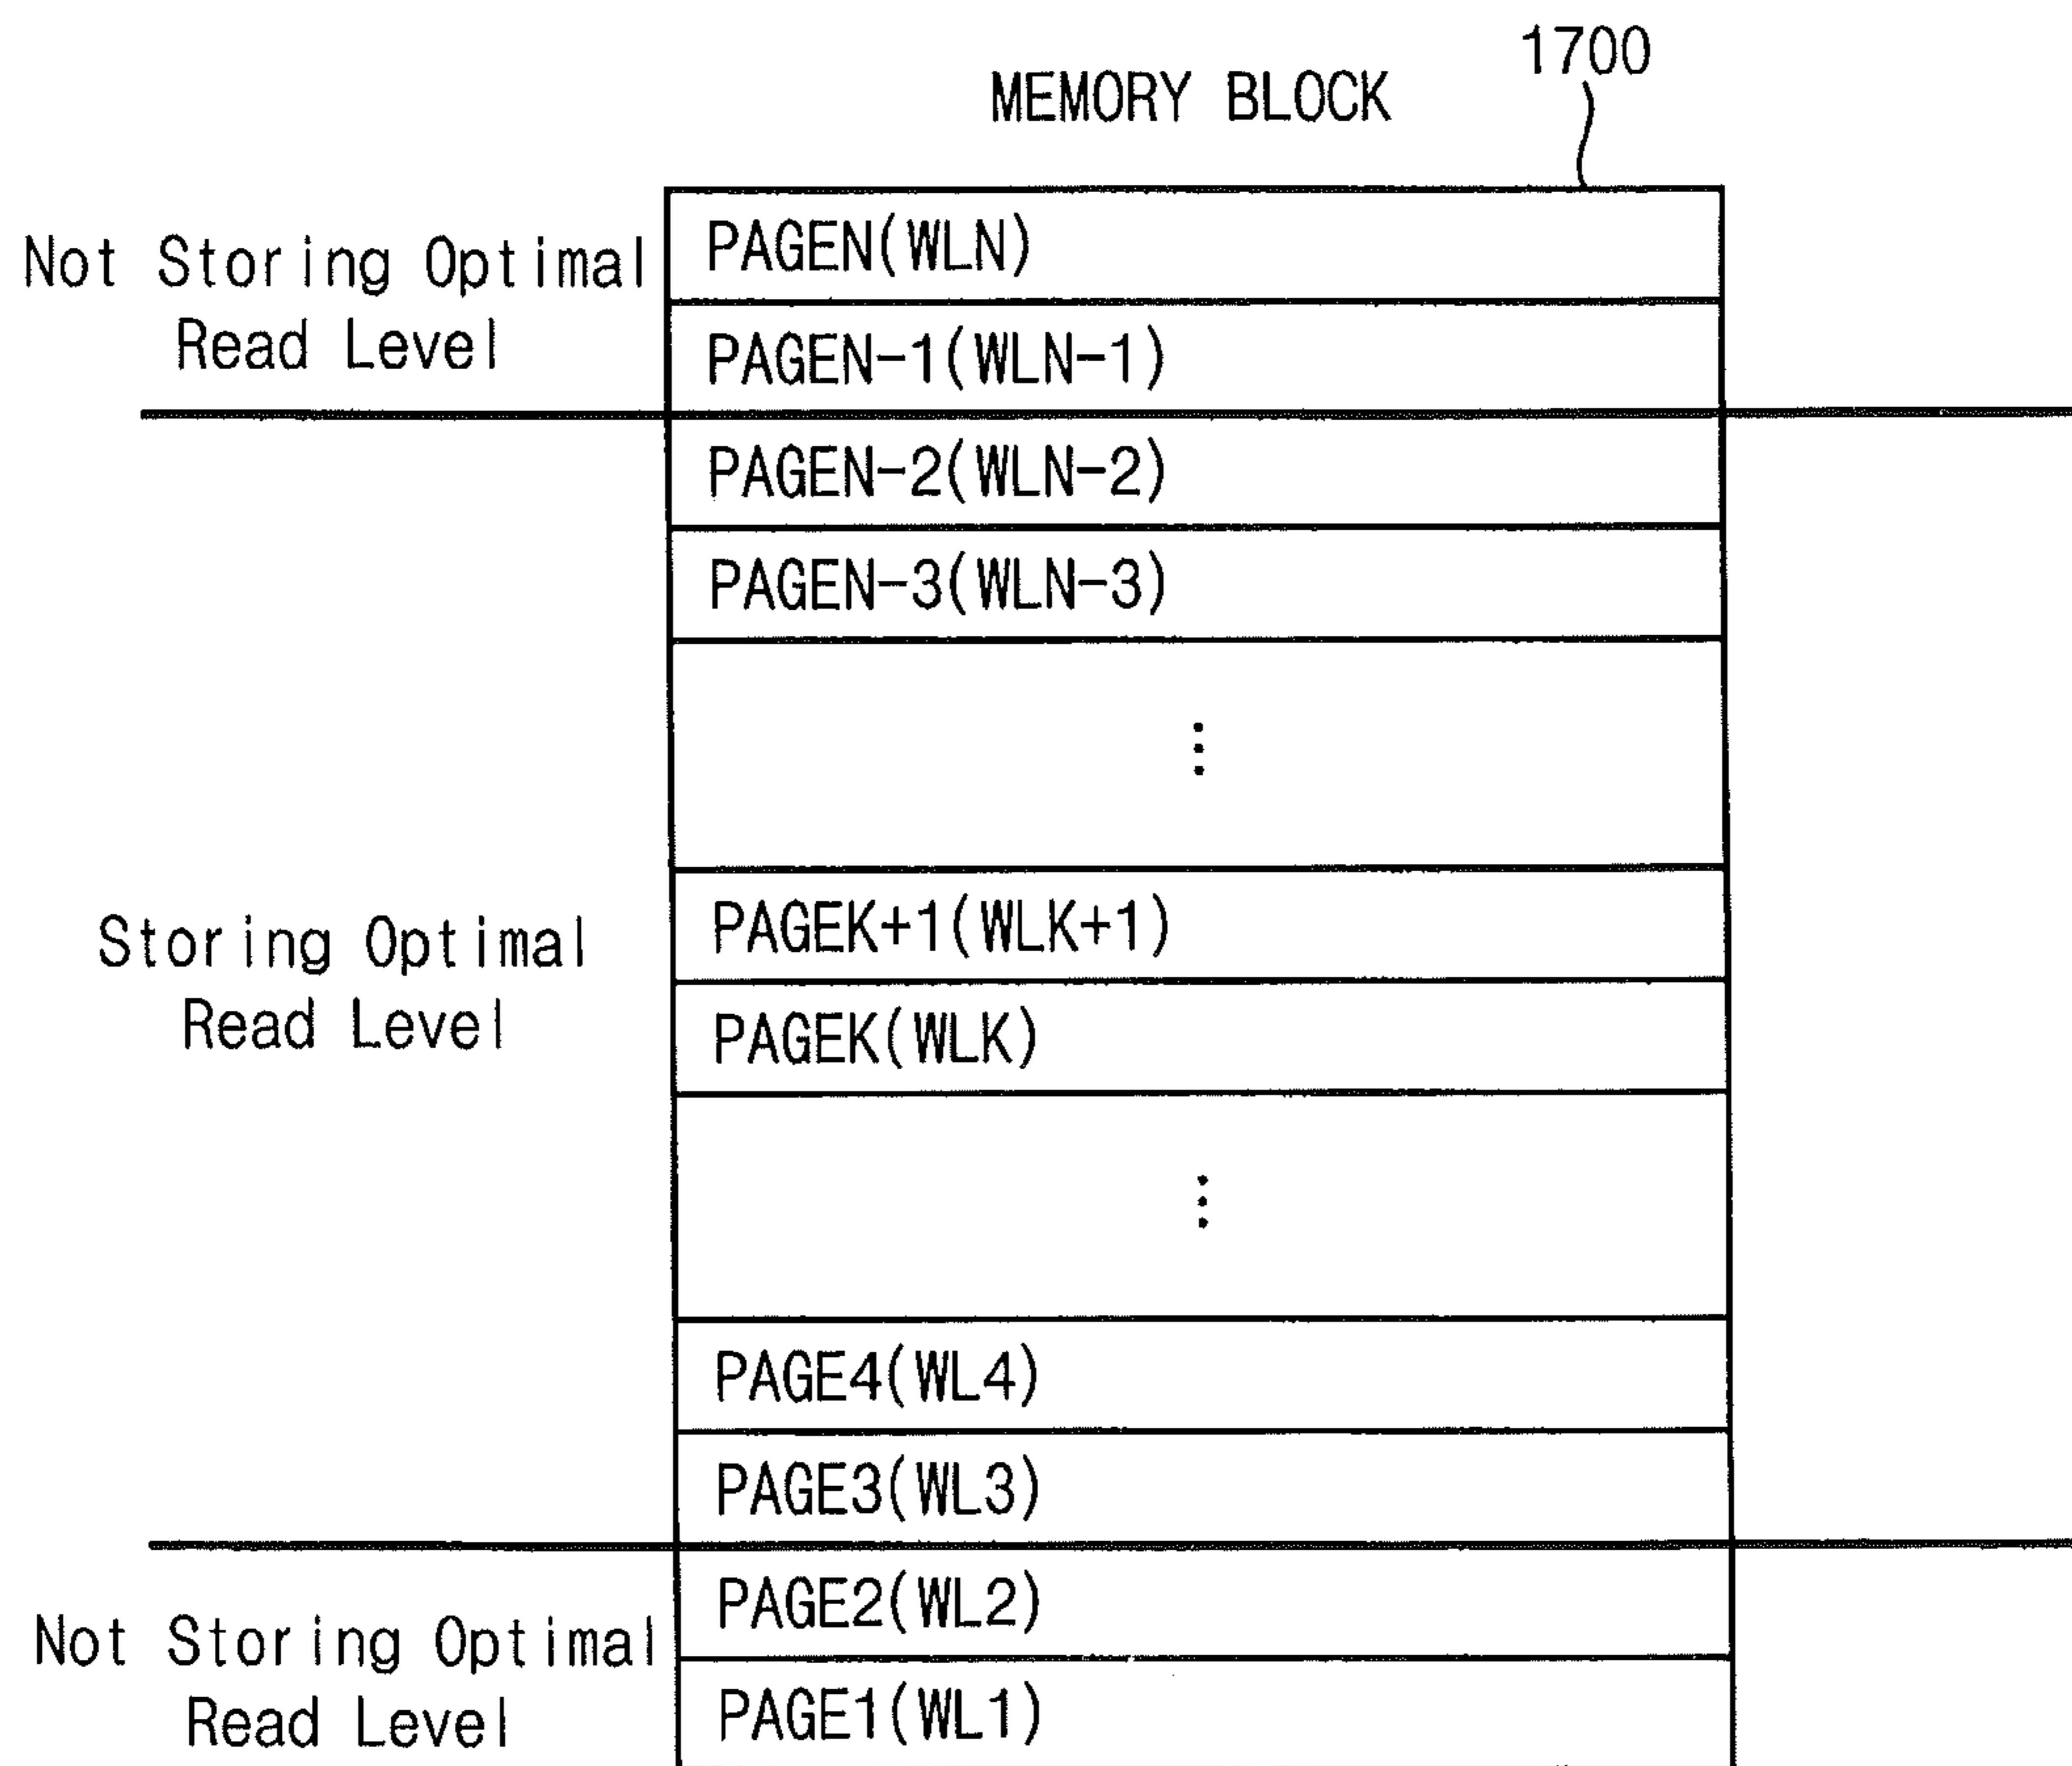 1700
MEMORY BLOCK
Not Storing Optimal
Read Level
PAGEN(WLN)
PAGEN-1(WLN-1)
PAGEN-2(WLN-2)
PAGEN-3(WLN-3)
⋮
Storing Optimal
Read Level
PAGEK+1(WLK+1)
PAGEK(WLK)
⋮
PAGE4(WL4)
PAGE3(WL3)
Not Storing Optimal
Read Level
PAGE2(WL2)
PAGE1(WL1)